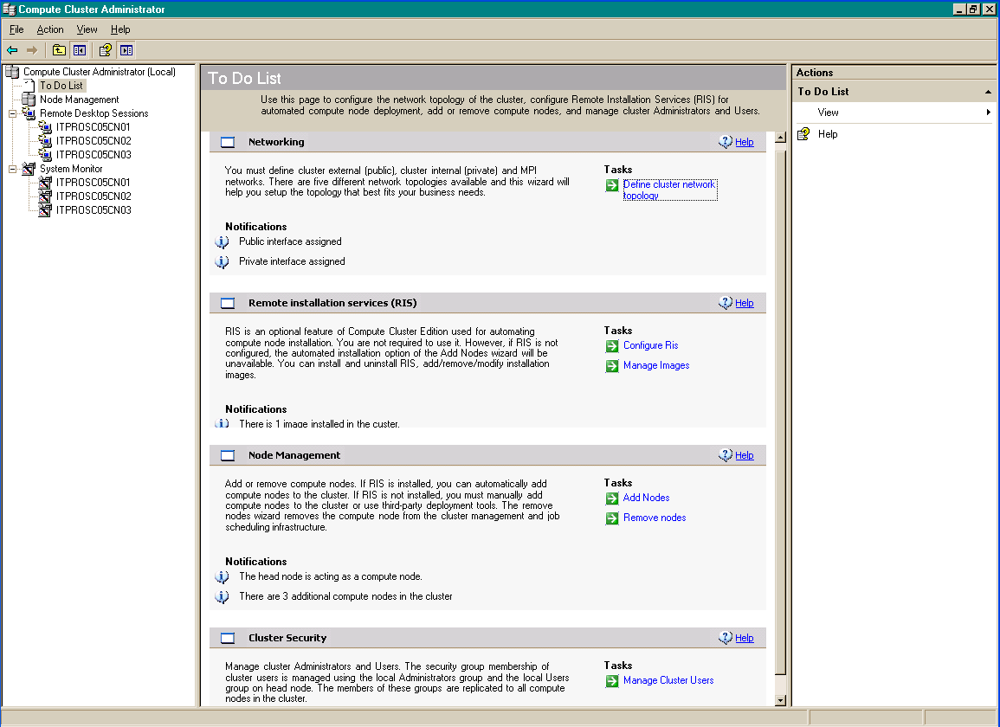 Compute Cluster Administrator
File Action View Help
Compute Cluster Administrator (Local)
To Do List
Node Management
Remote Desktop Sessions
ITPROSC05CN01
ITPROSC05CN02
ITPROSC05CN03
System Monitor
ITPROSC05CN01
ITPROSC05CN02
ITPROSC05CN03
To Do List
Use this page to configure the network topology of the cluster, configure Remote Installation Services (RIS) for
automated compute node deployment, add or remove compute nodes, and manage cluster Administrators and Users.
Networking
Help
You must define cluster external (public), cluster internal (private) and MPI
networks. There are five different network topologies available and this wizard will
help you setup the topology that best fits your business needs.
Tasks
Define cluster network
topology
Notifications
Public interface assigned
Private interface assigned
Remote installation services (RIS)
Help
RIS is an optional feature of Compute Cluster Edition used for automating
compute node installation. You are not required to use it. However, if RIS is not
configured, the automated installation option of the Add Nodes wizard will be
unavailable. You can install and uninstall RIS, add/remove/modify installation
images.
Tasks
Configure Ris
Manage Images
Notifications
There is 1 image installed in the custer.
Node Management
Help
Add or remove compute nodes. If RIS is installed, you can automatically add
compute nodes to the cluster. If RIS is not installed, you must manually add
compute nodes to the cluster or use third-party deployment tools. The remove
nodes wizard removes the compute node from the cluster management and job
scheduling infrastructure.
Tasks
Add Nodes
Remove nodes
Notifications
The head node is acting as a compute node.
There are 3 additional compute nodes in the cluster
Cluster Security
Help
Manage cluster Administrators and Users. The security group membership of
cluster users is managed using the local Administrators group and the local Users
group on head node. The members of these groups are replicated to all compute
nodes in the cluster.
Tasks
Manage Cluster Users
Actions
To Do List
View
Help